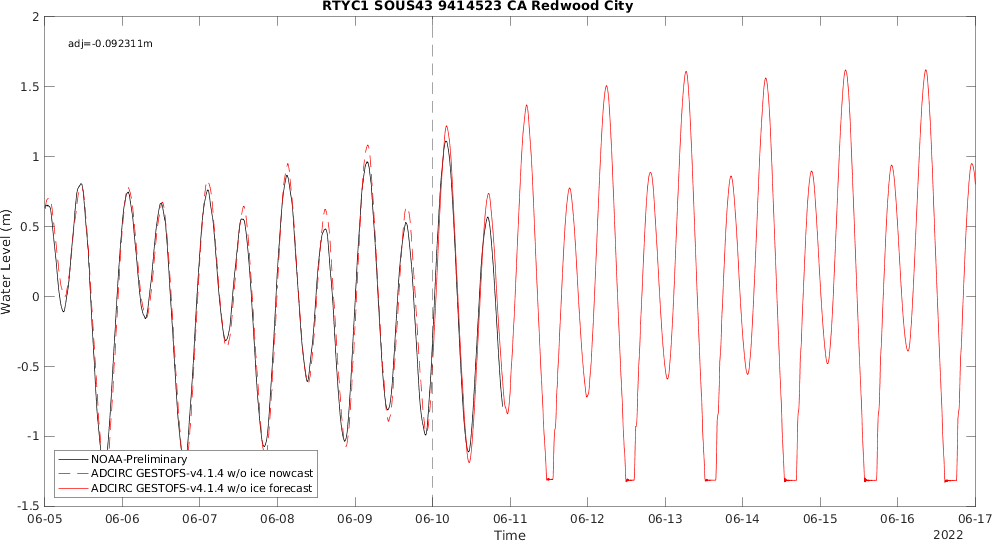 RTYC1 SOUS43 9414523 CA Redwood City
adj=-0.092311m
2
1.5
1
0.5
0
-0.5
-1
-1.5
Water Level (m)
NOAA-Preliminary
ADCIRC GESTOFS-v4.1.4 w/o ice nowcast
ADCIRC GESTOFS-v4.1.4 w/o ice forecast
06-05 06-06 06-07 06-08 06-09 06-10 06-11 06-12 06-13 06-14 06-15 06-16 06-17
Time
2022